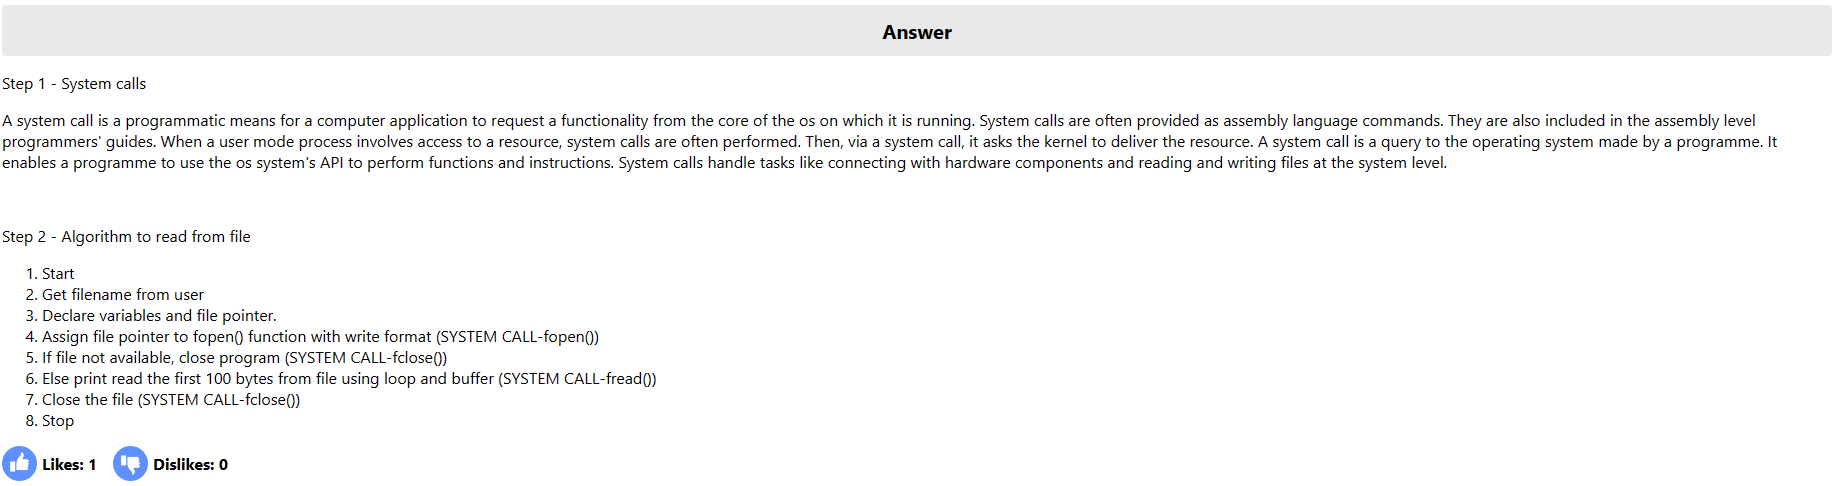 Answer
Step 1 - System calls
A system call is a programmatic means for a computer application to request a functionality from the core of the os on which it is running. System calls are often provided as assembly language commands. They are also included in the assembly level
programmers' guides. When a user mode process involves access to a resource, system calls are often performed. Then, via a system call, it asks the kernel to deliver the resource. A system call is a query to the operating system made by a programme. It
enables a programme to use the os system's API to perform functions and instructions. System calls handle tasks like connecting with hardware components and reading and writing files at the system level.
Step 2 - Algorithm to read from file
1. Start
2. Get filename from user
3. Declare variables and file pointer.
4. Assign file pointer to fopen() function with write format (SYSTEM CALL-fopen())
5. If file not available, close program (SYSTEM CALL-fclose())
6. Else print read the first 100 bytes from file using loop and buffer (SYSTEM CALL-fread())
7. Close the file (SYSTEM CALL-fclose())
8. Stop
Likes: 1 Dislikes: 0